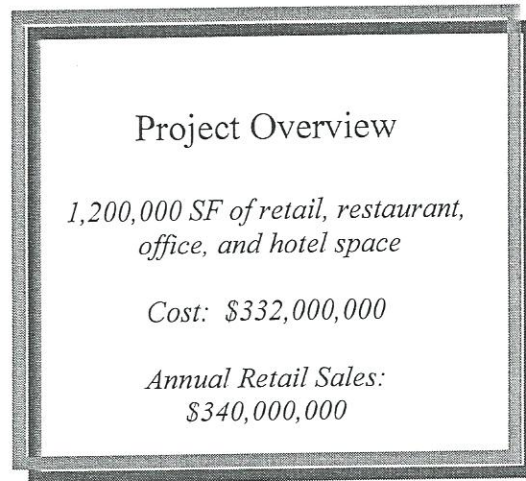 Project Overview
1,200,000 SF of retail, restaurant,
office, and hotel space
Cost: $332,000,000
Annual Retail Sales:
$340,000,000